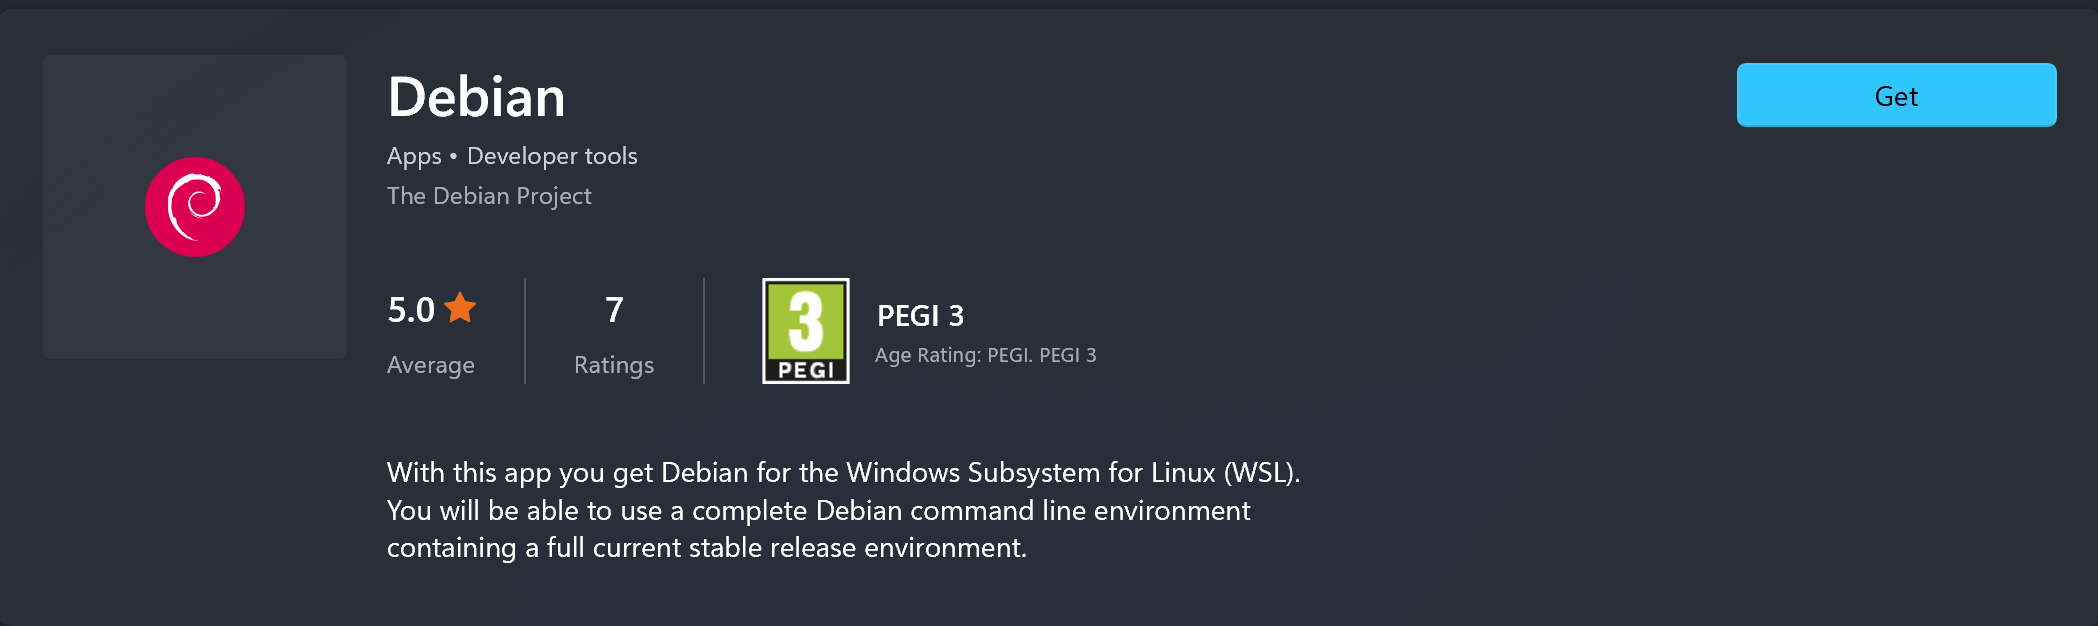 Debian
Get
Apps • Developer tools
The Debian Project
5.0
Average
7
Ratings
3
PEGI
PEGI 3
Age Rating: PEGI. PEGI 3
With this app you get Debian for the Windows Subsystem for Linux (WSL).
You will be able to use a complete Debian command line environment
containing a full current stable release environment.